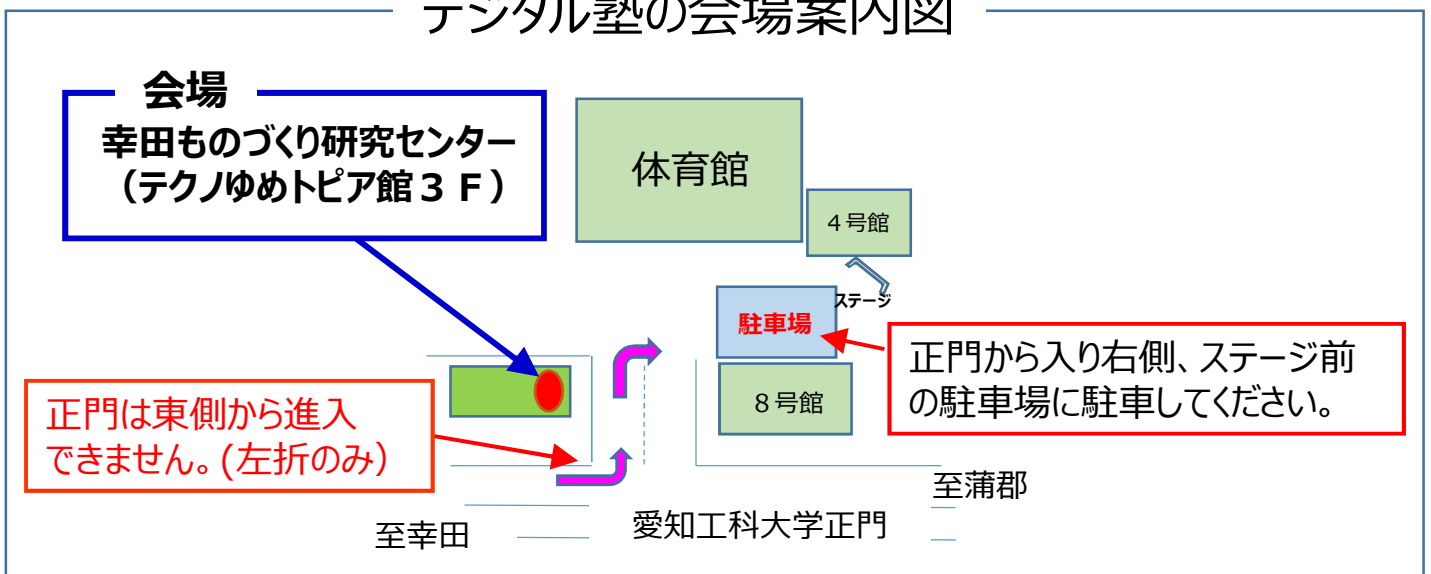 デジタル塾の会場案内図
会場
幸田ものづくり研究センター
（テクノゆめトピア館３Ｆ）
体育館
４号館
ステージ
駐車場
正門から入り右側、ステージ前
の駐車場に駐車してください。
８号館
正門は東側から進入
できません。(左折のみ）
至蒲郡
愛知工科大学正門
至幸田